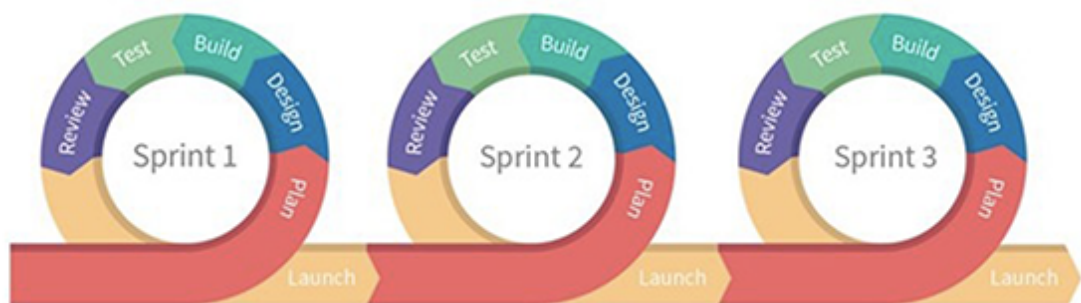 Sprint 1
Plan
Design
Build
Test
Review
Launch
Sprint 2
Plan
Design
Build
Test
Review
Launch
Sprint 3
Plan
Design
Build
Test
Review
Launch